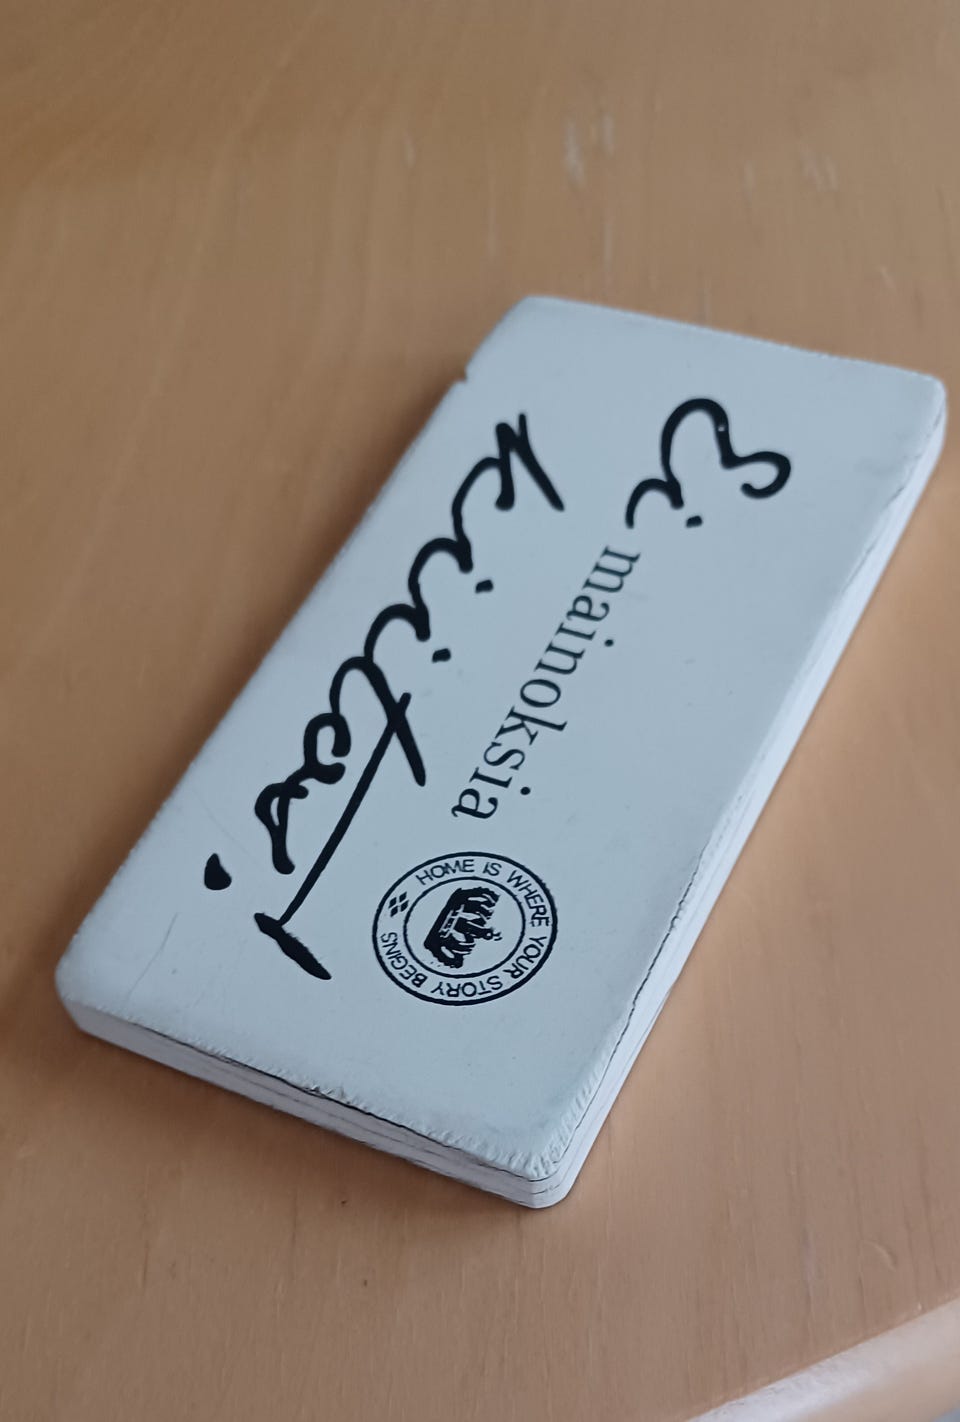 Ei mainoksia
kiitos!
HOME IS WHERE YOUR STORY BEGINS